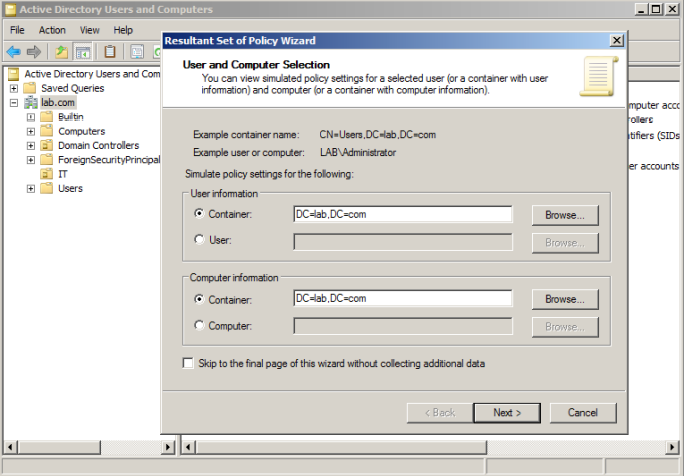 Active Directory Users and Computers
File Action View Help
Active Directory Users and Com
Saved Queries
lab.com
Builtin
Computers
Domain Controllers
ForeignSecurityPrincipal
IT
Users
Resultant Set of Policy Wizard
User and Computer Selection
You can view simulated policy settings for a selected user (or a container with user
information) and computer (or a container with computer information).
Example container name: CN=Users,DC=lab,DC=com
Example user or computer: LAB\Administrator
Simulate policy settings for the following:
User information
Container: DC=lab,DC=com Browse...
User: Browse...
Computer information
Container: DC=lab,DC=com Browse...
Computer: Browse...
Skip to the final page of this wizard without collecting additional data
< Back Next > Cancel
mputer acco
ollers
ntifiers (SIDs
er accounts